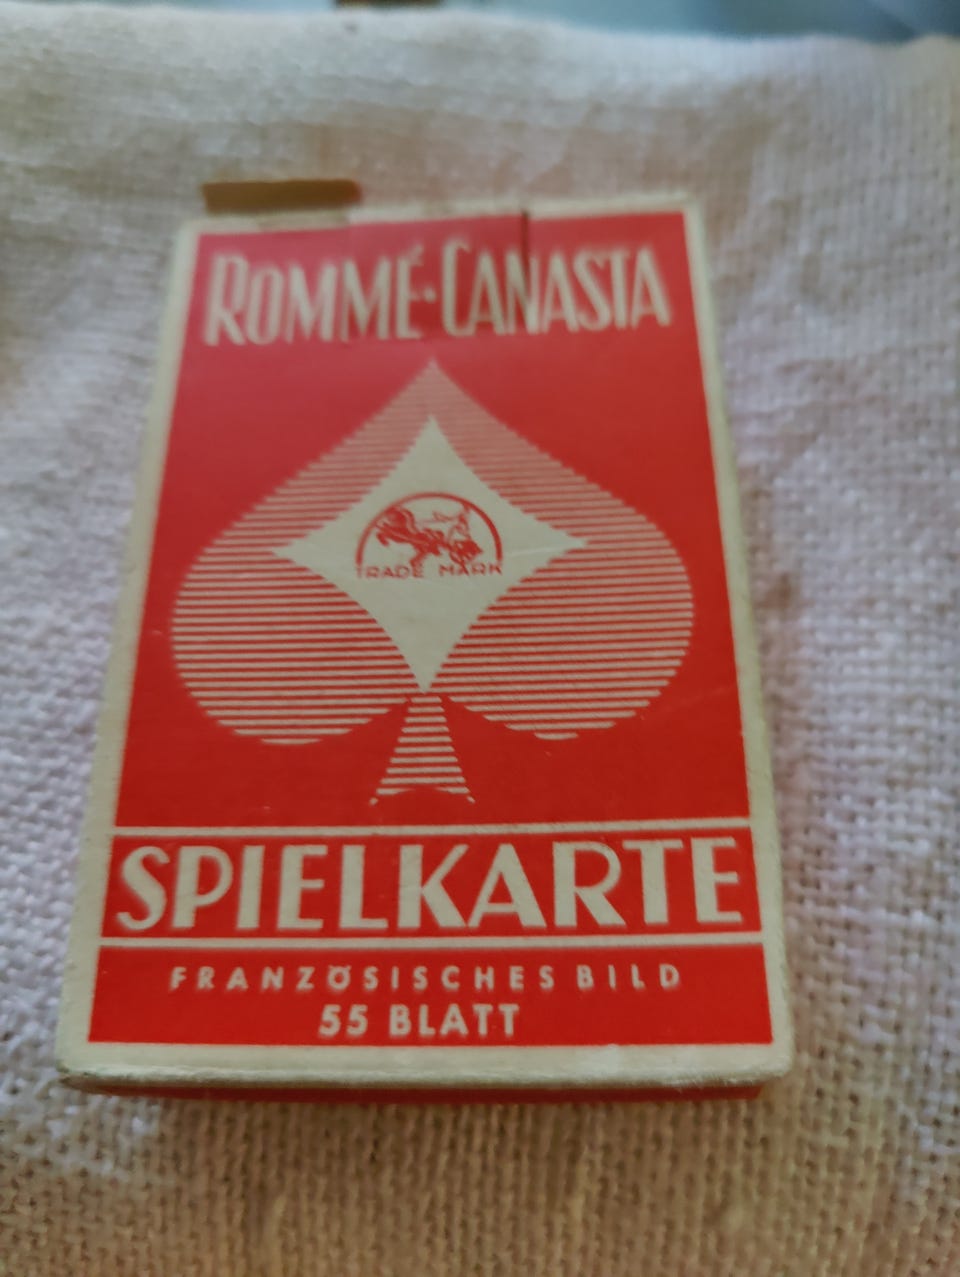 ROMMÉ·CANASTA
TRADE MARK
SPIELKARTE
FRANZÖSISCHES BILD
55 BLATT